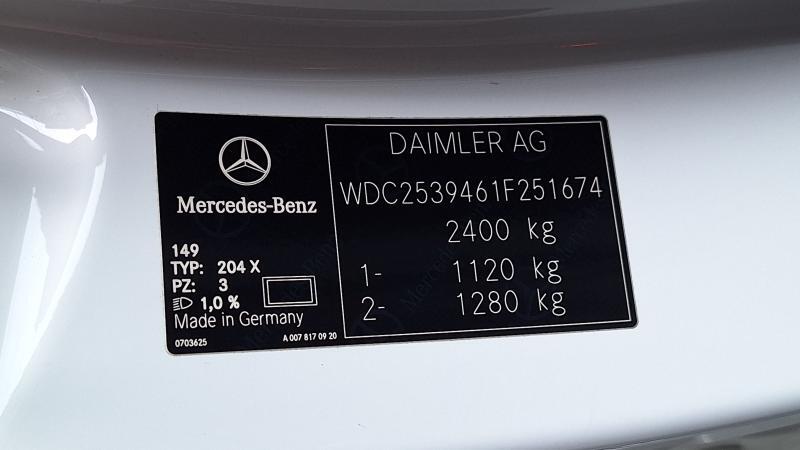 Mercedes-Benz
149
TYP: 204 X
PZ: 3
1,0 %
Made in Germany
0703625
A 007 817 09 20
DAIMLER AG
WDC2539461F251674
2400 kg
1- 1120 kg
2- 1280 kg